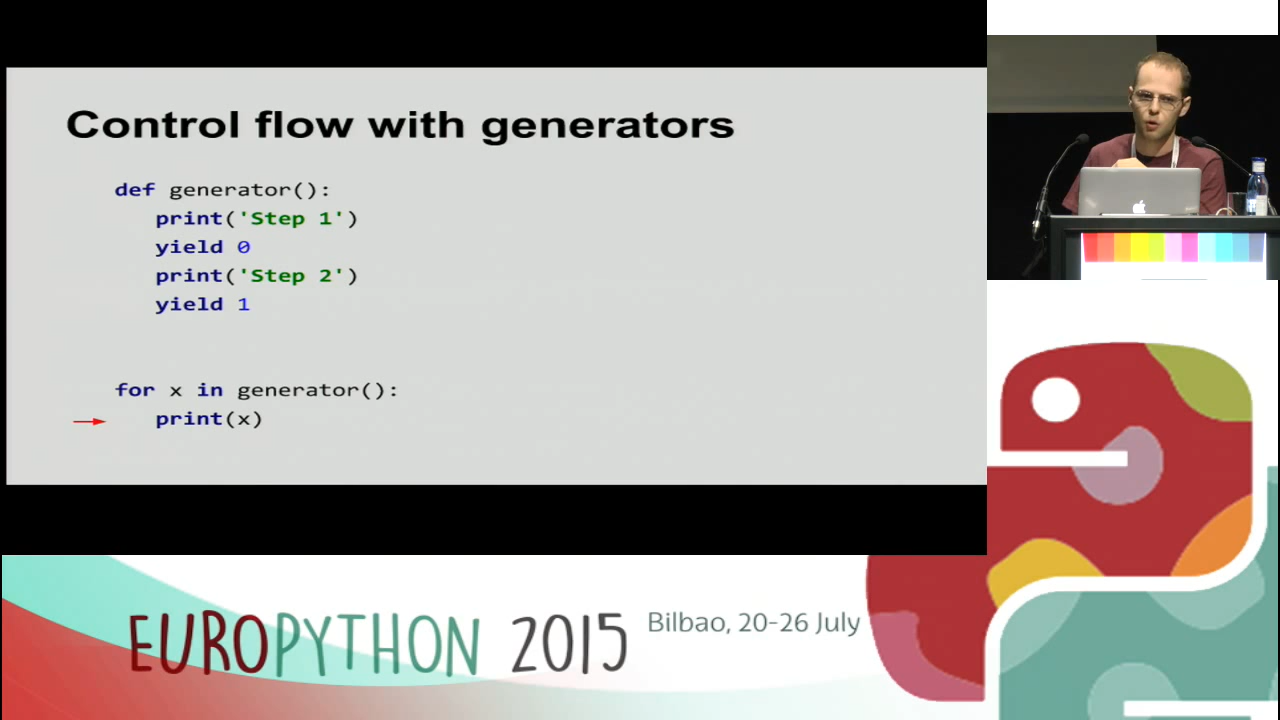 Control flow with generators
def generator():
print('Step 1')
yield 0
print('Step 2')
yield 1
for x in generator():
print(x)
EUROPYTHON 2015
Bilbao, 20-26 July